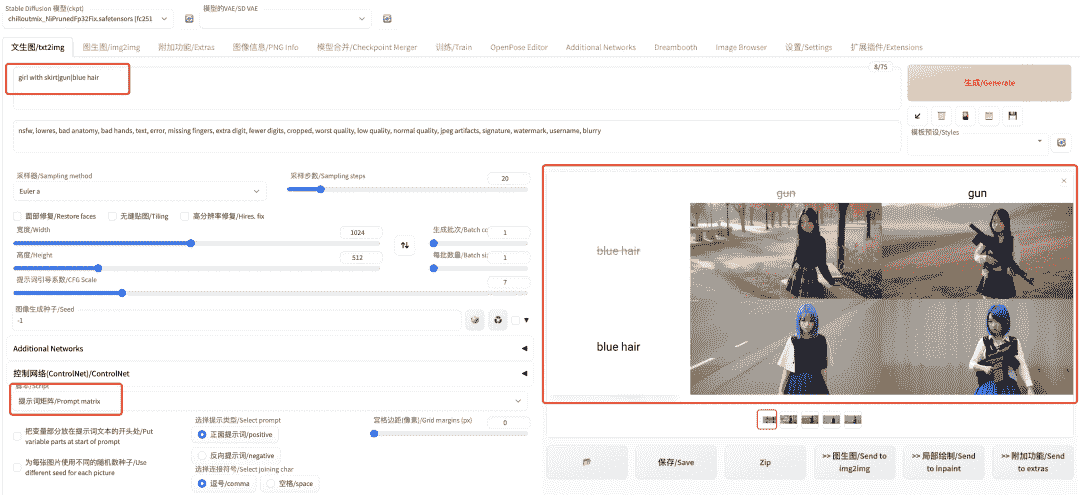 Stable Diffusion 模型(ckpt)
模型的VAE/SD VAE
chilloutmix_NiPrunedFp32Fix.safetensors [fc251
文生图/txt2img
图生图/img2img
附加功能/Extras
图像信息/PNG Info
模型合并/Checkpoint Merger
训练/Train
OpenPose Editor
Additional Networks
Dreambooth
Image Browser
设置/Settings
扩展插件/Extensions
girl with skirt|gun|blue hair
8/75
生成/Generate
nsfw, lowres, bad anatomy, bad hands, text, error, missing fingers, extra digit, fewer digits, cropped, worst quality, low quality, normal quality, jpeg artifacts, signature, watermark, username, blurry
模板预设/Styles
采样器/Sampling method
Euler a
采样步数/Sampling steps
20
面部修复/Restore faces
无缝贴图/Tiling
高分辨率修复/Hires. fix
宽度/Width
1024
生成批次/Batch co
1
高度/Height
512
每批数量/Batch si
1
提示词引导系数/CFG Scale
7
图像生成种子/Seed
-1
Additional Networks
控制网络(ControlNet)/ControlNet
脚本/Script
提示词矩阵/Prompt matrix
把变量部分放在提示词文本的开头处/Put
variable parts at start of prompt
为每张图片使用不同的随机数种子/Use
different seed for each picture
选择提示类型/Select prompt
正面提示词/positive
反向提示词/negative
选择连接符号/Select joining char
逗号/comma
空格/space
宫格边距(像素)/Grid margins (px)
0
gun
gun
blue hair
blue hair
保存/Save
Zip
>> 图生图/Send to
img2img
>> 局部绘制/Send
to inpaint
>> 附加功能/Send
to extras